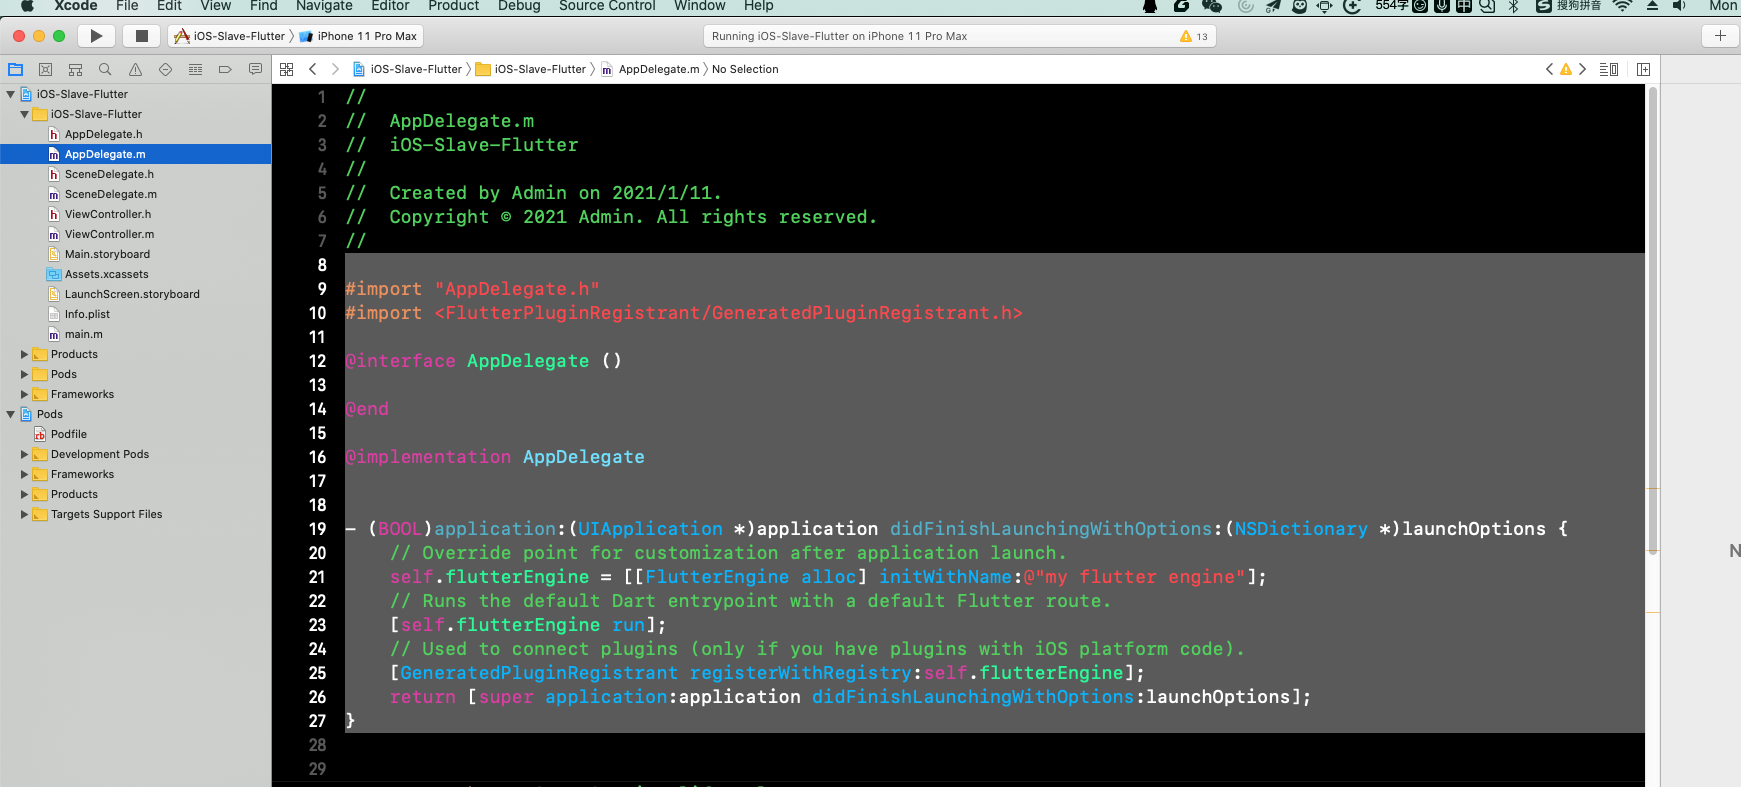 Xcode File Edit View Find Navigate Editor Product Debug Source Control Window Help 554字 中 搜狗拼音 Mon
iOS-Slave-Flutter iPhone 11 Pro Max Running iOS-Slave-Flutter on iPhone 11 Pro Max 13
iOS-Slave-Flutter iOS-Slave-Flutter AppDelegate.m No Selection
iOS-Slave-Flutter
iOS-Slave-Flutter
AppDelegate.h
AppDelegate.m
SceneDelegate.h
SceneDelegate.m
ViewController.h
ViewController.m
Main.storyboard
Assets.xcassets
LaunchScreen.storyboard
Info.plist
main.m
Products
Pods
Frameworks
Pods
Podfile
Development Pods
Frameworks
Products
Targets Support Files
1 //
2 //  AppDelegate.m
3 //  iOS-Slave-Flutter
4 //
5 //  Created by Admin on 2021/1/11.
6 //  Copyright © 2021 Admin. All rights reserved.
7 //
8
9 #import "AppDelegate.h"
10 #import <FlutterPluginRegistrant/GeneratedPluginRegistrant.h>
11
12 @interface AppDelegate ()
13
14 @end
15
16 @implementation AppDelegate
17
18
19 - (BOOL)application:(UIApplication *)application didFinishLaunchingWithOptions:(NSDictionary *)launchOptions {
20     // Override point for customization after application launch.
21     self.flutterEngine = [[FlutterEngine alloc] initWithName:@"my flutter engine"];
22     // Runs the default Dart entrypoint with a default Flutter route.
23     [self.flutterEngine run];
24     // Used to connect plugins (only if you have plugins with iOS platform code).
25     [GeneratedPluginRegistrant registerWithRegistry:self.flutterEngine];
26     return [super application:application didFinishLaunchingWithOptions:launchOptions];
27 }
28
29
N